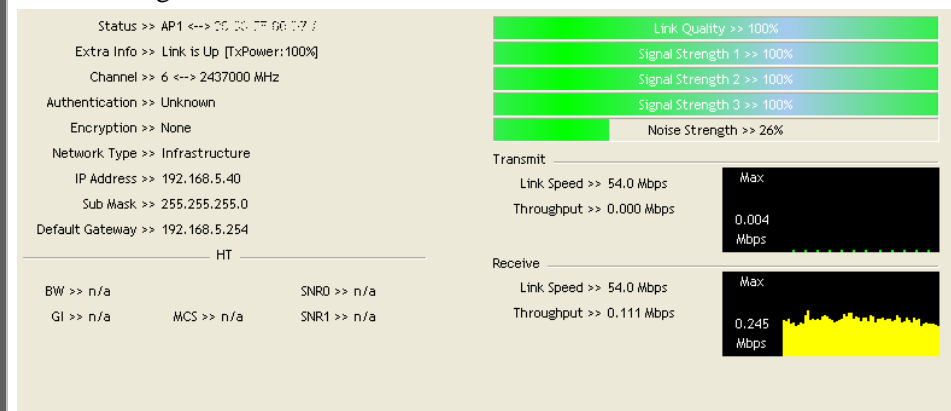 Status >> AP1 <-->
Extra Info >> Link is Up [TxPower:100%]
Channel >> 6 <--> 2437000 MHz
Authentication >> Unknown
Encryption >> None
Network Type >> Infrastructure
IP Address >> 192.168.5.40
Sub Mask >> 255.255.255.0
Default Gateway >> 192.168.5.254
HT
BW >> n/a
SNR0 >> n/a
GI >> n/a
MCS >> n/a
SNR1 >> n/a
Link Quality >> 100%
Signal Strength 1 >> 100%
Signal Strength 2 >> 100%
Signal Strength 3 >> 100%
Noise Strength >> 26%
Transmit
Link Speed >> 54.0 Mbps
Throughput >> 0.000 Mbps
Max
0.004
Mbps
Receive
Link Speed >> 54.0 Mbps
Throughput >> 0.111 Mbps
Max
0.245
Mbps